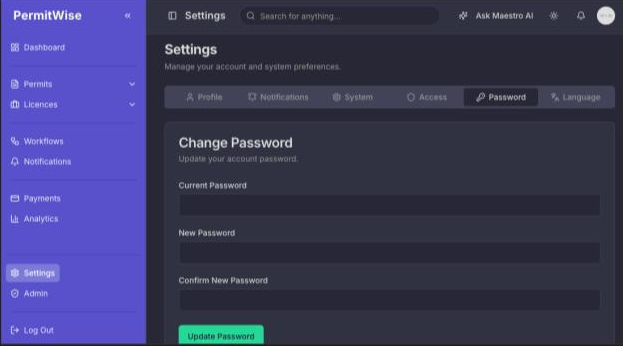 PermitWise
Settings
Search for anything...
Ask Maestro AI
Dashboard
Permits
Licences
Workflows
Notifications
Payments
Analytics
Settings
Admin
Log Out
Settings
Manage your account and system preferences.
Profile
Notifications
System
Access
Password
Language
Change Password
Update your account password.
Current Password
New Password
Confirm New Password
Update Password